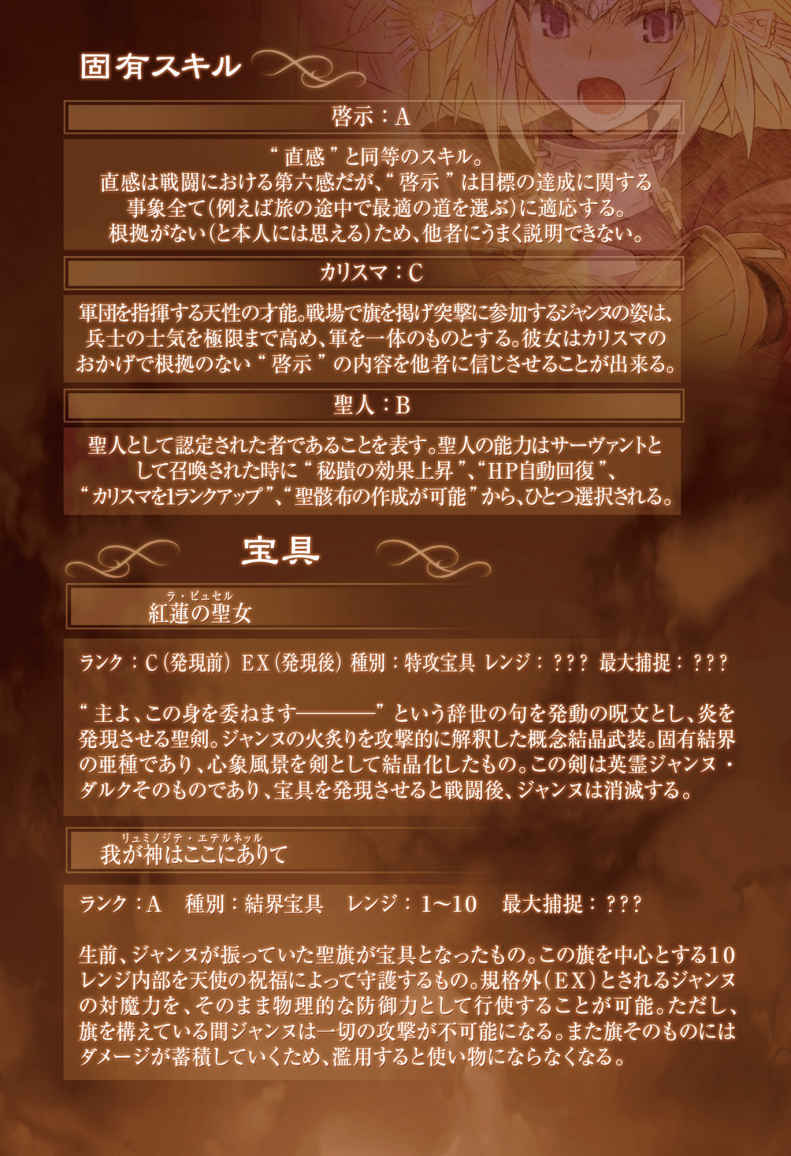 固有スキル
啓示：A
“直感”と同等のスキル。
直感は戦闘における第六感だが、“啓示”は目標の達成に関する
事象全て（例えば旅の途中で最適の道を選ぶ）に適応する。
根拠がない（と本人には思える）ため、他者にうまく説明できない。
カリスマ：C
軍団を指揮する天性の才能。戦場で旗を掲げ突撃に参加するジャンヌの姿は、
兵士の士気を極限まで高め、軍を一体のものとする。彼女はカリスマの
おかげで根拠のない“啓示”の内容を他者に信じさせることが出来る。
聖人：B
聖人として認定された者であることを表す。聖人の能力はサーヴァントと
して召喚された時に“秘蹟の効果上昇”、“HP自動回復”、
“カリスマを1ランクアップ”、“聖骸布の作成が可能”から、ひとつ選択される。
宝具
ラ・ピュセル
紅蓮の聖女
ランク：C（発現前） EX（発現後） 種別：特攻宝具 レンジ：？？？ 最大捕捉：？？？
“主よ、この身を委ねます――――”という辞世の句を発動の呪文とし、炎を
発現させる聖剣。ジャンヌの火炙りを攻撃的に解釈した概念結晶武装。固有結界
の亜種であり、心象風景を剣として結晶化したもの。この剣は英霊ジャンヌ・
ダルクそのものであり、宝具を発現させると戦闘後、ジャンヌは消滅する。
リュミノジテ・エテルネッル
我が神はここにありて
ランク：A 種別：結界宝具 レンジ：1～10 最大捕捉：？？？
生前、ジャンヌが振っていた聖旗が宝具となったもの。この旗を中心とする10
レンジ内部を天使の祝福によって守護するもの。規格外（EX）とされるジャンヌ
の対魔力を、そのまま物理的な防御力として行使することが可能。ただし、
旗を構えている間ジャンヌは一切の攻撃が不可能になる。また旗そのものには
ダメージが蓄積していくため、濫用すると使い物にならなくなる。